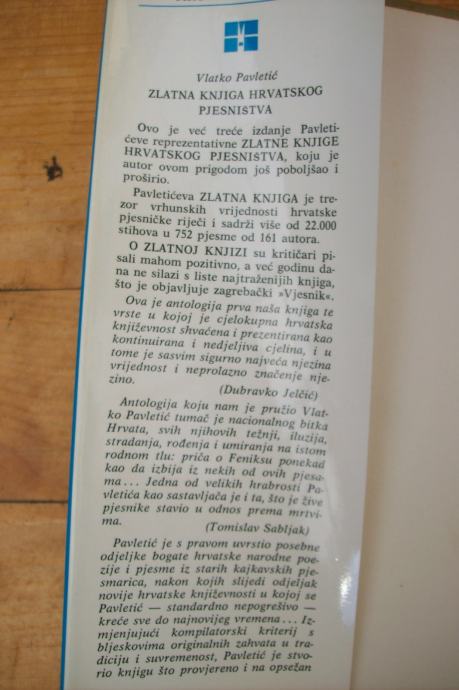 Vlatko Pavletić
ZLATNA KNJIGA HRVATSKOG
PJESNISTVA
Ovo je već treće izdanje Pavleti-
ćeve reprezentativne ZLATNE KNJIGE
HRVATSKOG PJESNISTVA, koju je
autor ovom prigodom još poboljšao i
proširio.
Pavletićeva ZLATNA KNJIGA je tre-
zor vrhunskih vrijednosti hrvatske
pjesničke riječi i sadrži više od 22.000
stihova u 752 pjesme od 161 autora.
O ZLATNOJ KNJIZI su kritičari pi-
sali mahom pozitivno, a već godinu da-
na ne silazi s liste najtraženijih knjiga,
što je objavljuje zagrebački »Vjesnik«.
Ova je antologija prva naša knjiga te
vrste u kojoj je cjelokupna hrvatska
književnost shvaćena i prezentirana kao
kontinuirana i nedjeljiva cjelina, i u
tome je sasvim sigurno najveća njezina
vrijednost i neprolazno značenje nje-
zino.
(Dubravko Jelčić)
Antologija koju nam je pružio Vlat-
ko Pavletić tumač je nacionalnog bitka
Hrvata, svih njihovih težnji, iluzija,
stradanja, rođenja i umiranja na istom
rodnom tlu: priča o Feniksu ponekad
kao da izbija iz nekih od ovih pjesa-
ma... Jedna od velikih hrabrosti Pa-
vletića kao sastavljača je i ta, što je žive
pjesnike stavio u odnos prema mrtvi-
ma.
(Tomislav Sabljak)
Pavletić je s pravom uvrstio posebne
odjeljke bogate hrvatske narodne poe-
zije i pjesme iz starih kajkavskih pje-
smarica, nakon kojih slijedi odjeljak
novije hrvatske književnosti u kojoj se
Pavletić — standardno nepogrešivo —
kreće sve do najnovijeg vremena... Iz-
mjenjujući kompilatorski kriterij s
bljeskovima originalnih zahvata u tra-
diciju i suvremenost, Pavletić je stvo-
rio knjigu što provjereno i na opsežan